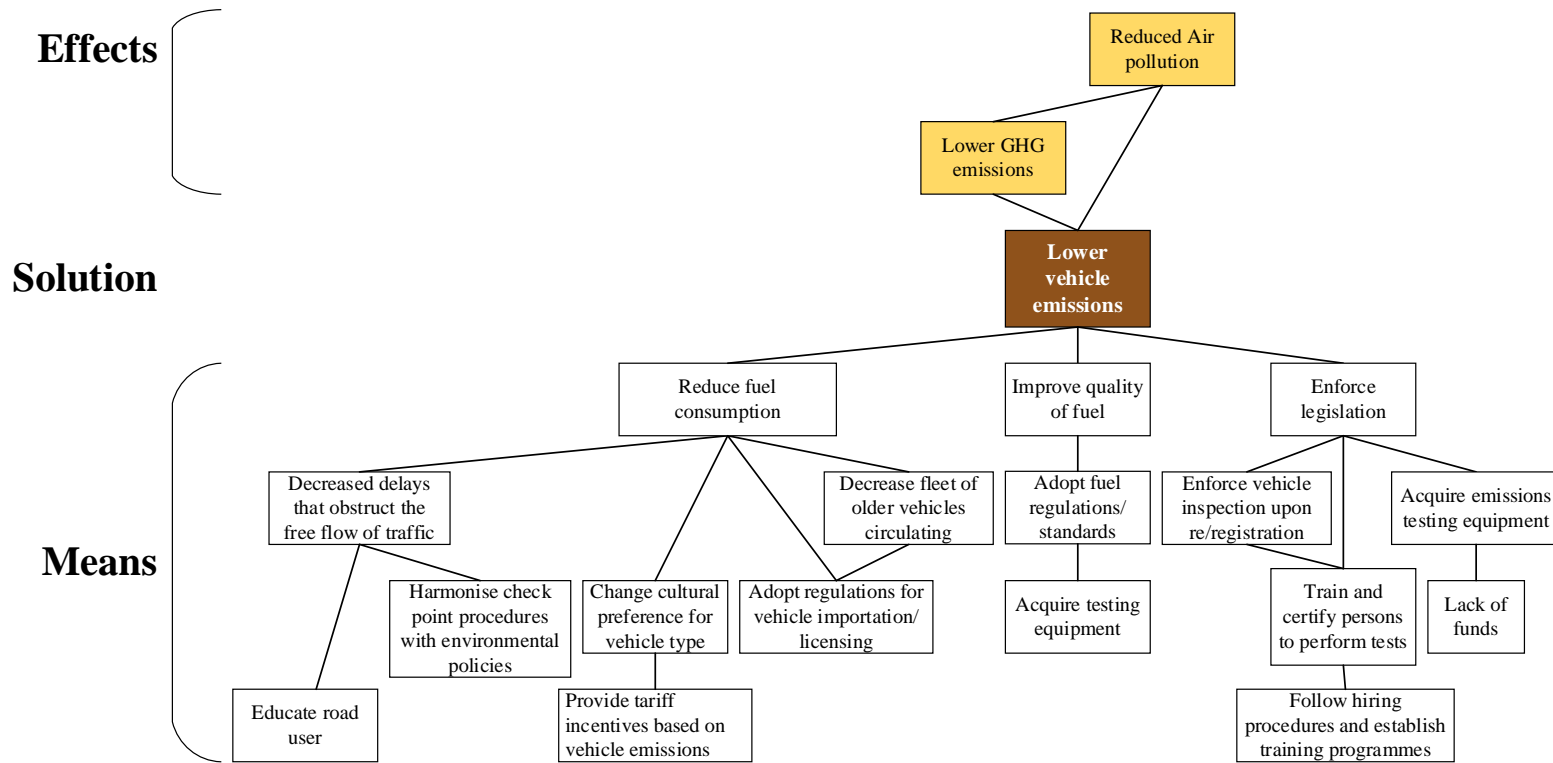 Effects
Reduced Air
pollution
Lower GHG
emissions
Solution
Lower
vehicle
emissions
Means
Reduce fuel
consumption
Improve quality
of fuel
Enforce
legislation
Decreased delays
that obstruct the
free flow of traffic
Decrease fleet of
older vehicles
circulating
Adopt fuel
regulations/
standards
Enforce vehicle
inspection upon
re/registration
Acquire emissions
testing equipment
Harmonise check
point procedures
with environmental
policies
Change cultural
preference for
vehicle type
Adopt regulations for
vehicle importation/
licensing
Acquire testing
equipment
Train and
certify persons
to perform tests
Lack of
funds
Educate road
user
Provide tariff
incentives based on
vehicle emissions
Follow hiring
procedures and establish
training programmes